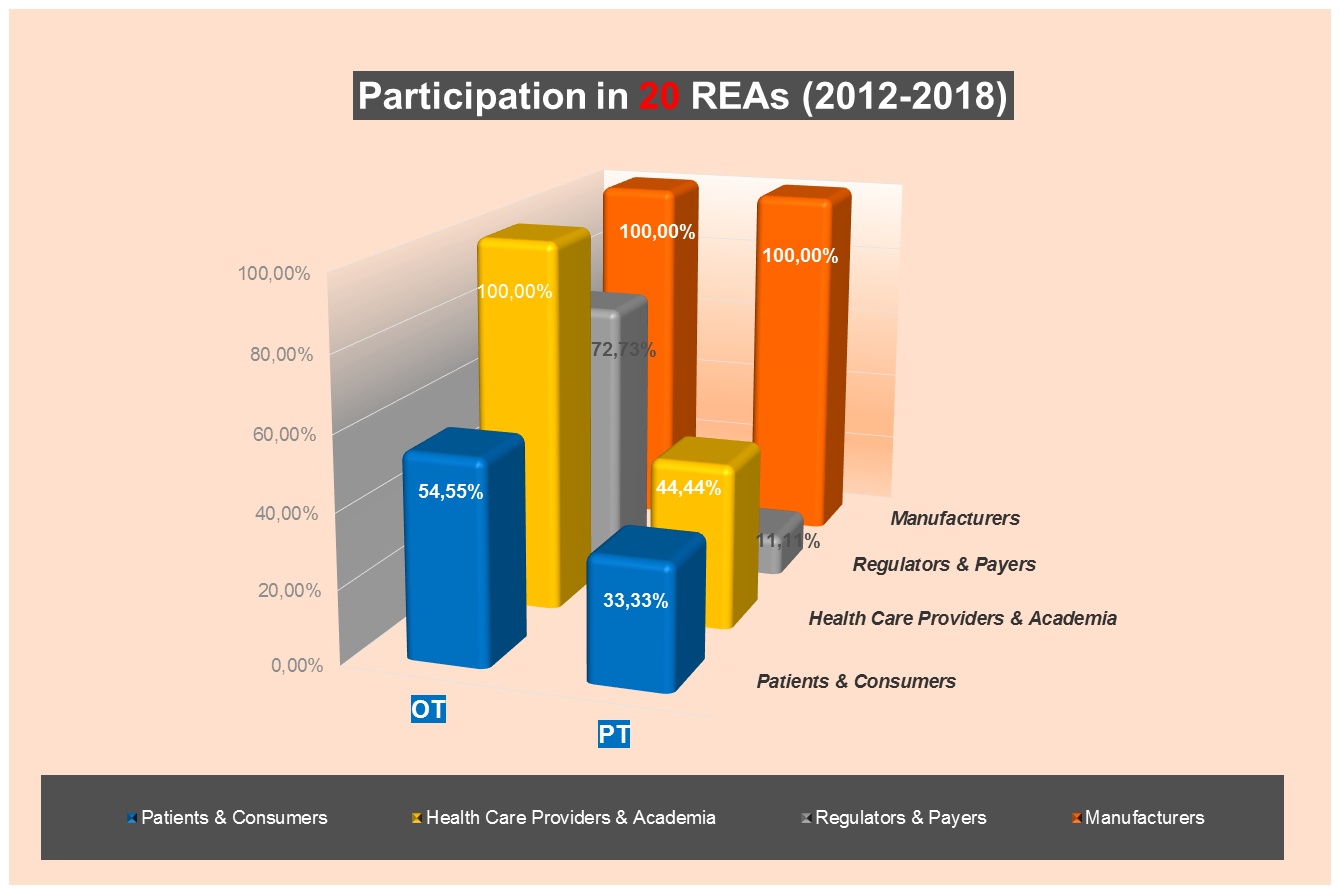 Participation in 20 REAs (2012-2018)
100,00%
80,00%
60,00%
40,00%
20,00%
0,00%
100,00%
100,00%
100,00%
72,73%
54,55%
44,44%
11,11%
33,33%
Manufacturers
Regulators & Payers
Health Care Providers & Academia
Patients & Consumers
OT
PT
Patients & Consumers
Health Care Providers & Academia
Regulators & Payers
Manufacturers